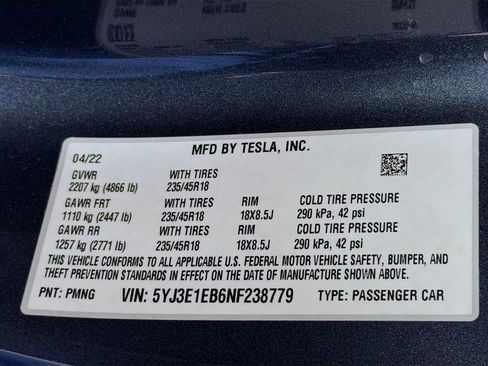 MFD BY TESLA, INC.
04/22
GVWR WITH TIRES
2207 kg (4866 lb) 235/45R18
GAWR FRT WITH TIRES RIM COLD TIRE PRESSURE
1110 kg (2447 lb) 235/45R18 18X8.5J 290 kPa, 42 psi
GAWR RR WITH TIRES RIM COLD TIRE PRESSURE
1257 kg (2771 lb) 235/45R18 18X8.5J 290 kPa, 42 psi
THIS VEHICLE CONFORMS TO ALL APPLICABLE U.S. FEDERAL MOTOR VEHICLE SAFETY, BUMPER, AND
THEFT PREVENTION STANDARDS IN EFFECT ON THE DATE OF MANUFACTURE SHOWN ABOVE.
PNT: PMNG VIN: 5YJ3E1EB6NF238779 TYPE: PASSENGER CAR